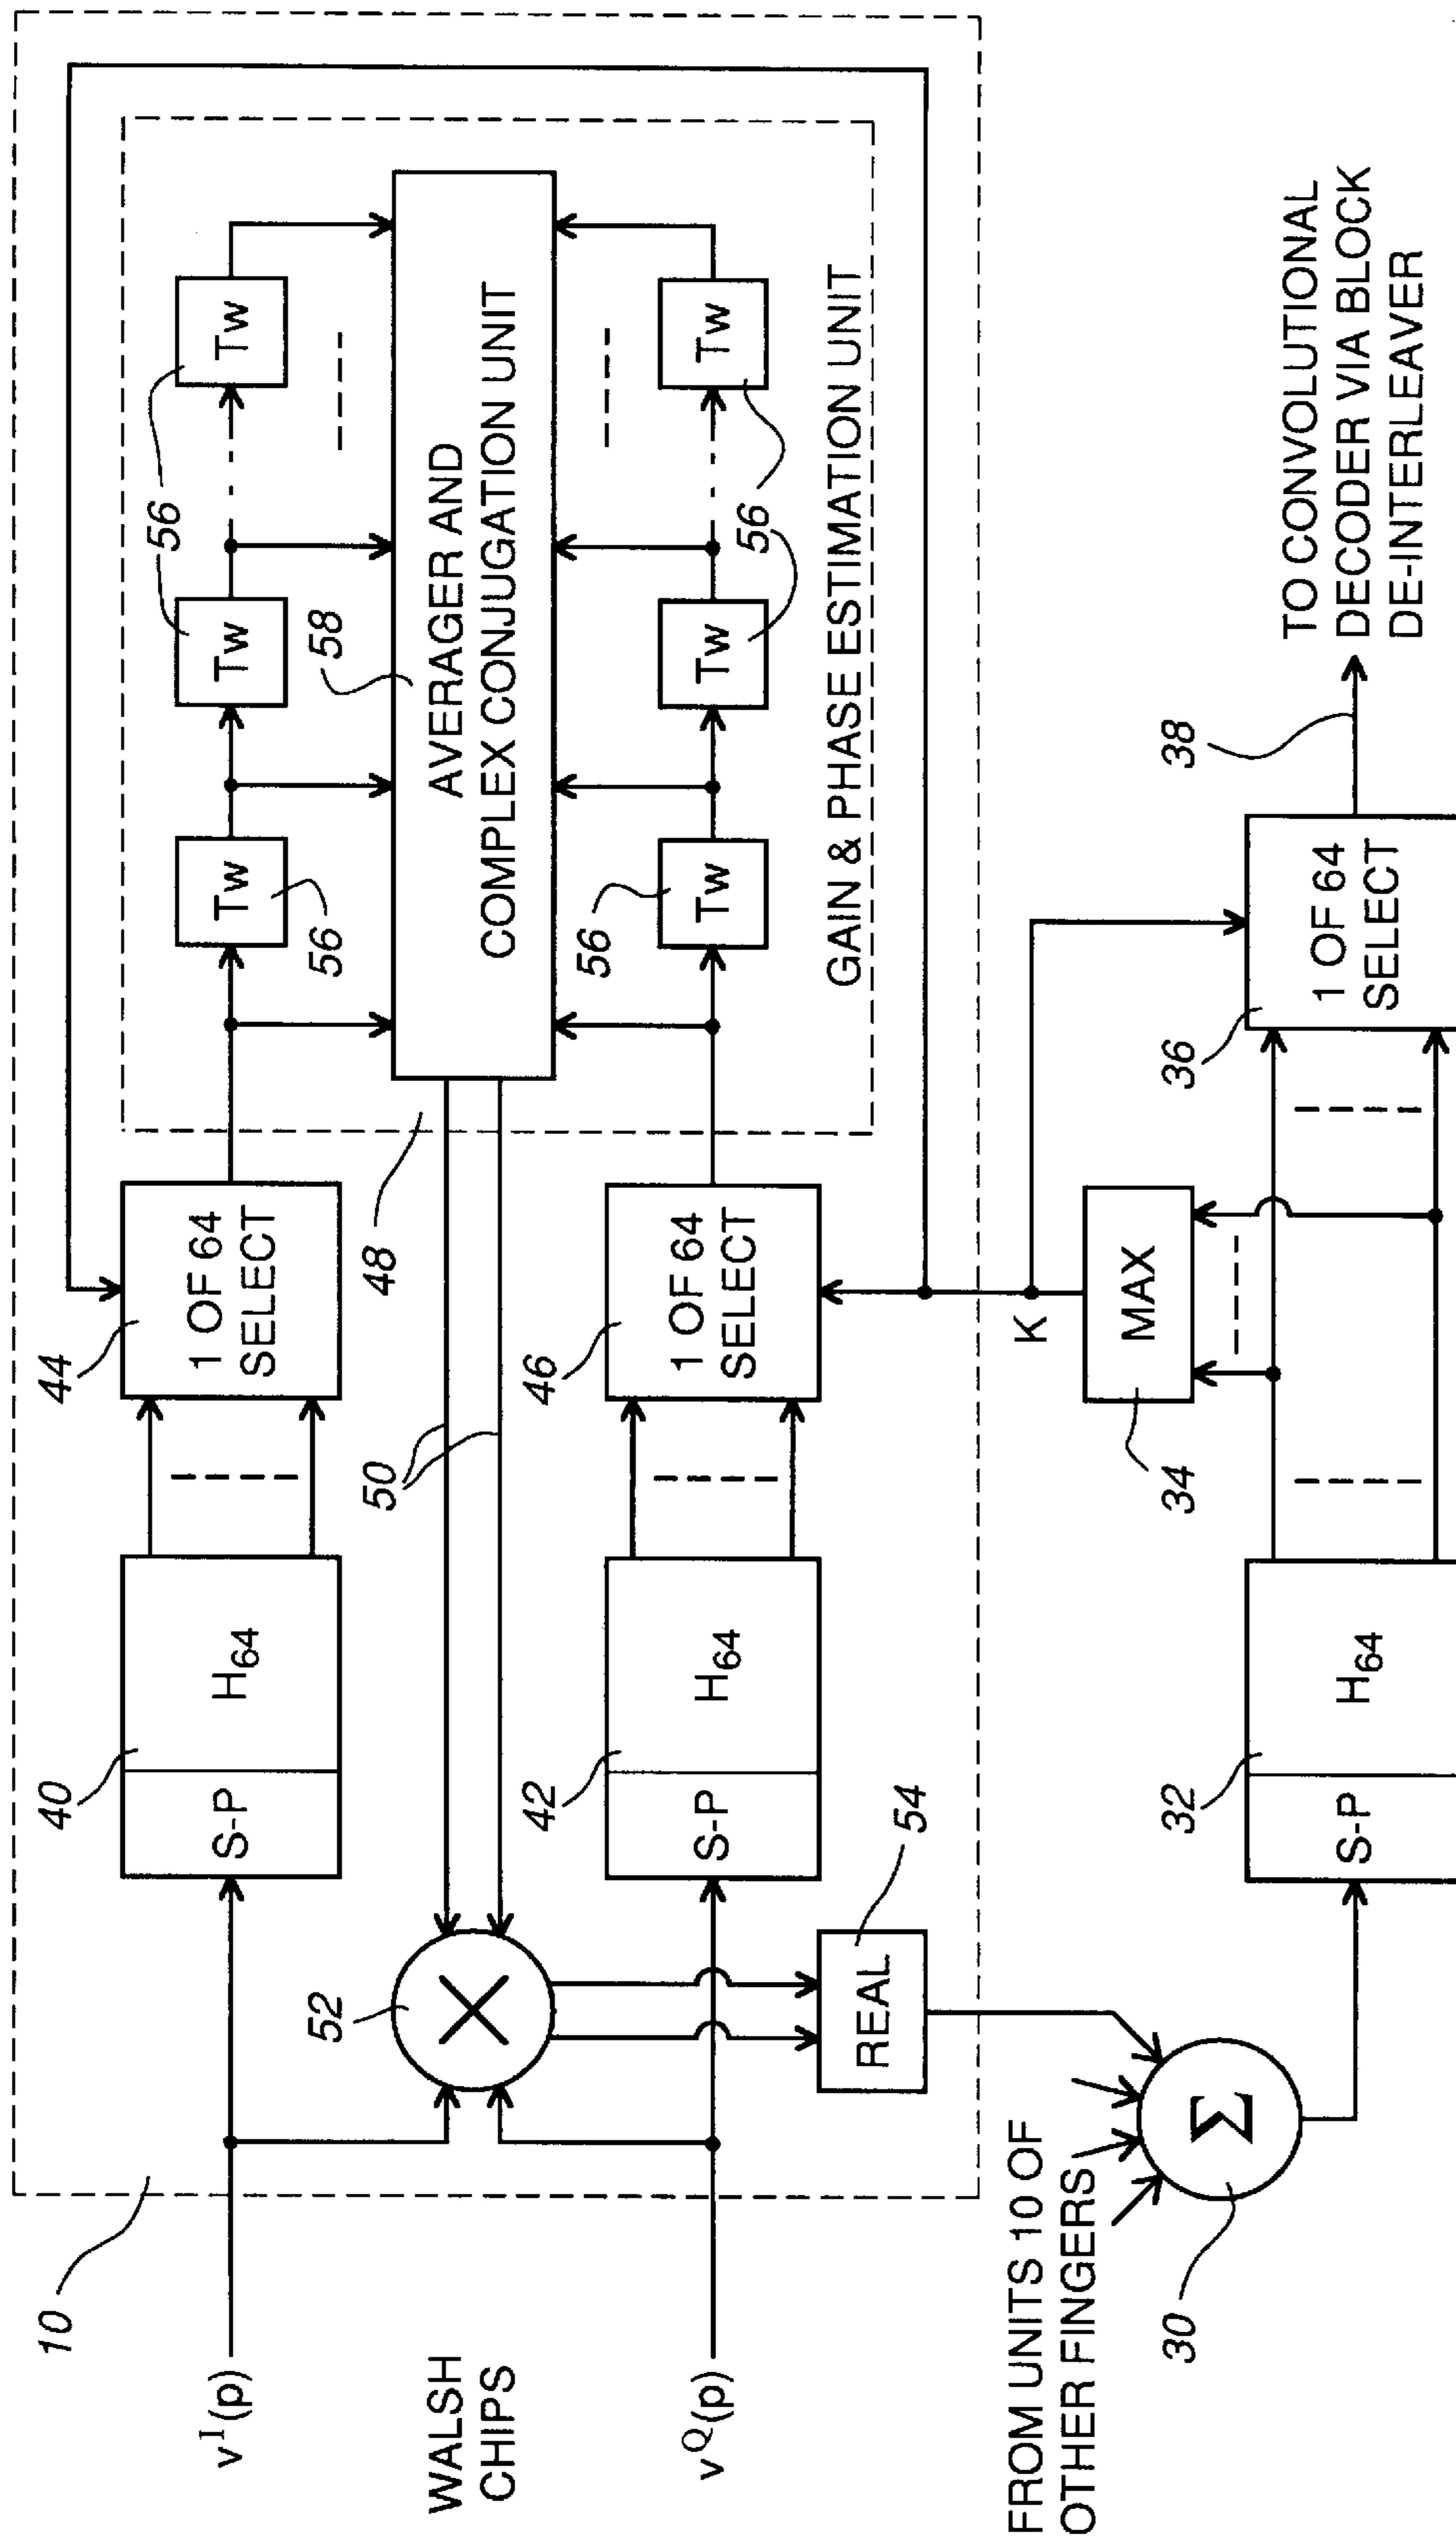 10
v^I(p)
WALSH
CHIPS
v^Q(p)
40
S-P
H64
44
1 OF 64
SELECT
56
Tw
56
Tw
Tw
56
58
AVERAGER AND
COMPLEX CONJUGATION UNIT
48
50
52
42
S-P
H64
46
1 OF 64
SELECT
56
Tw
Tw
Tw
56
GAIN & PHASE ESTIMATION UNIT
54
REAL
FROM UNITS 10 OF
OTHER FINGERS
30
Σ
32
S-P
H64
K
34
MAX
36
1 OF 64
SELECT
38
TO CONVOLUTIONAL
DECODER VIA BLOCK
DE-INTERLEAVER